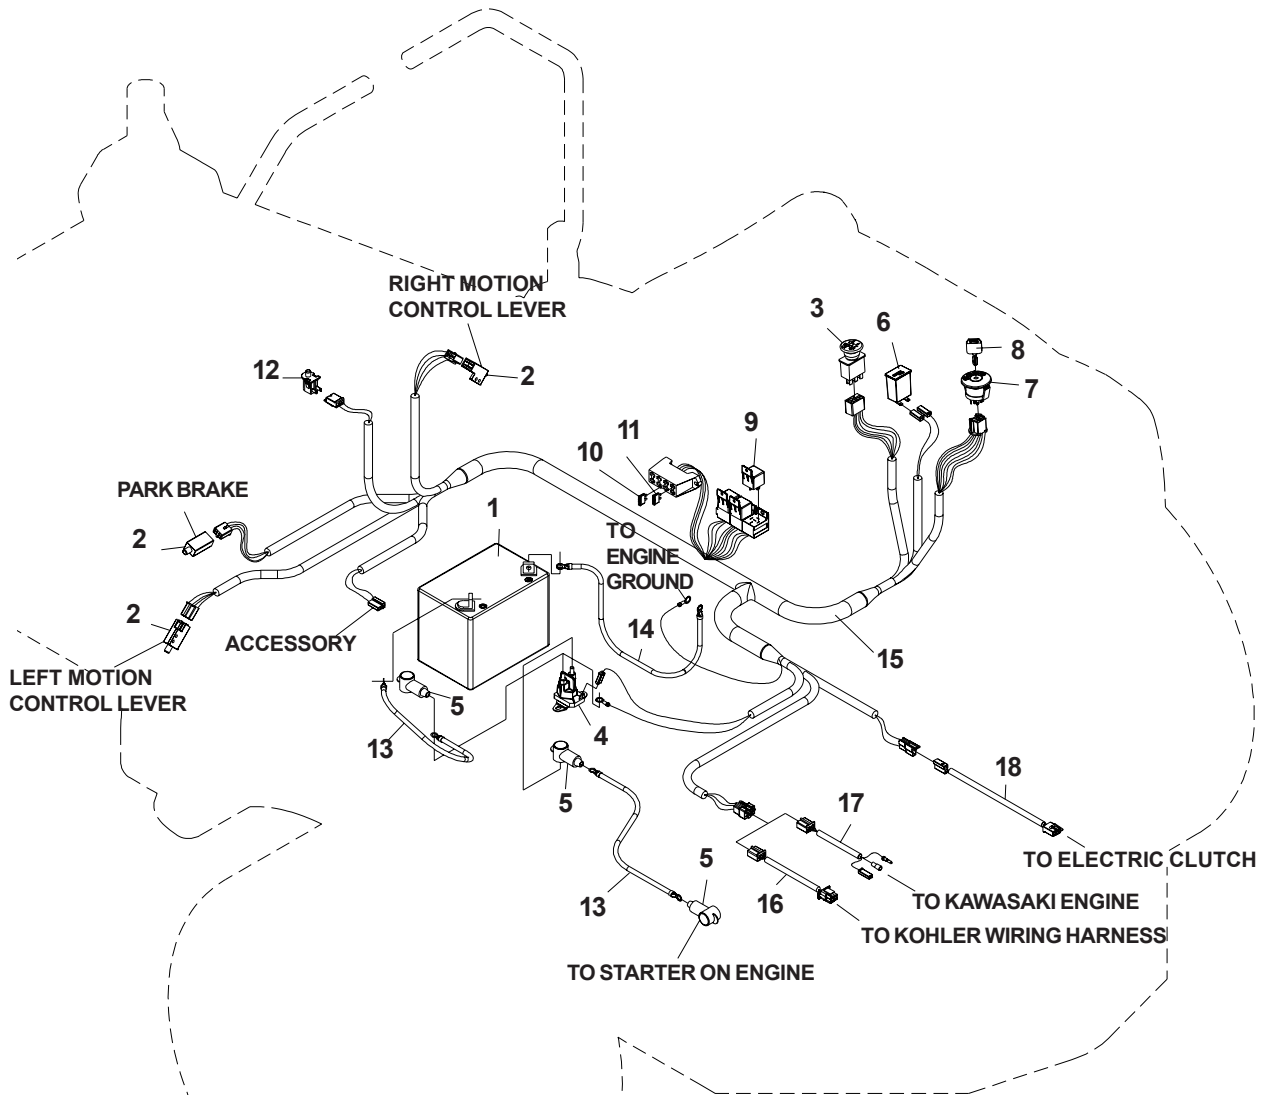 RIGHT MOTION
CONTROL LEVER
3
6
8
7
12
2
9
11
10
PARK BRAKE
2
1
TO
ENGINE
GROUND
2
ACCESSORY
14
15
LEFT MOTION
CONTROL LEVER
5
4
13
5
18
17
TO ELECTRIC CLUTCH
5
13
16
TO KAWASAKI ENGINE
TO KOHLER WIRING HARNESS
TO STARTER ON ENGINE